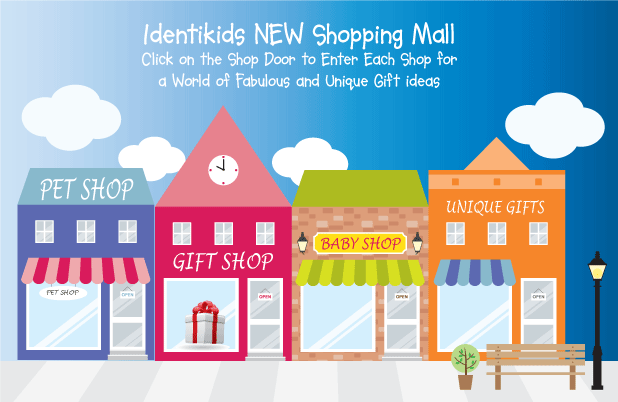 Identikids NEW Shopping Mall
Click on the Shop Door to Enter Each Shop for
a World of Fabulous and Unique Gift ideas
PET SHOP
UNIQUE GIFTS
BABY SHOP
GIFT SHOP
PET SHOP
OPEN
OPEN
OPEN
OPEN